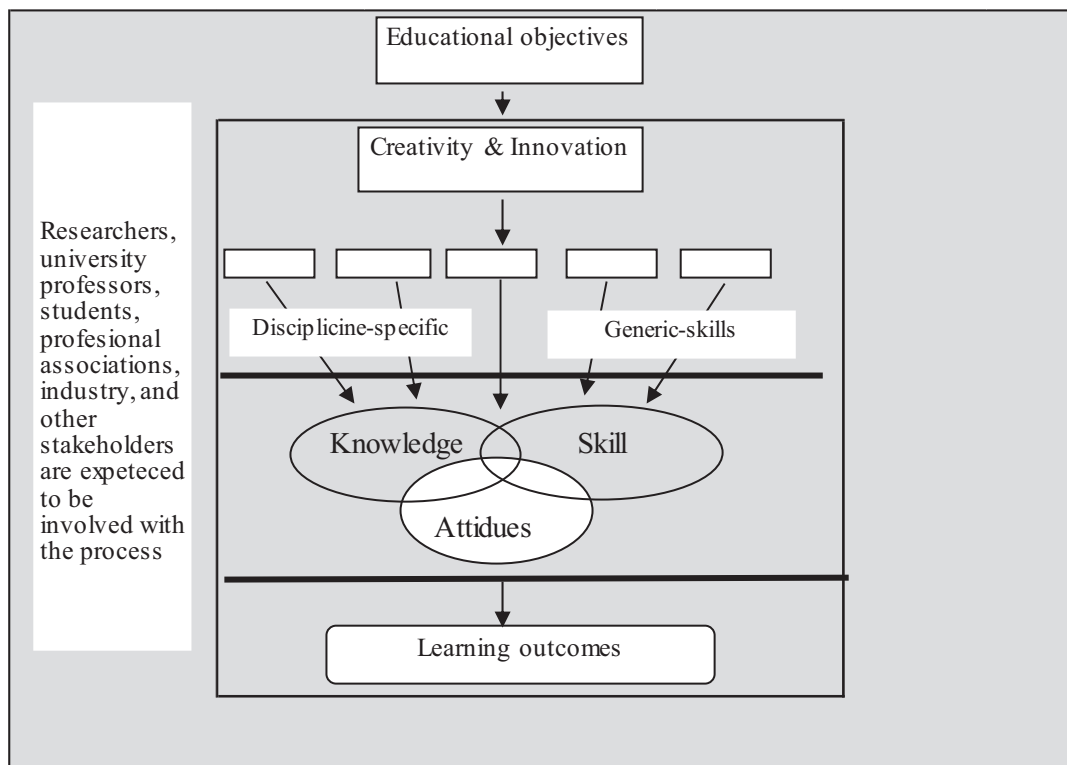 Educational objectives
Creativity & Innovation
Researchers,
university
professors,
students,
profesional
associations,
industry, and
other
stakeholders
are expeteced
to be
involved with
the process
Disciplicine-specific
Generic-skills
Knowledge
Skill
Attidues
Learning outcomes